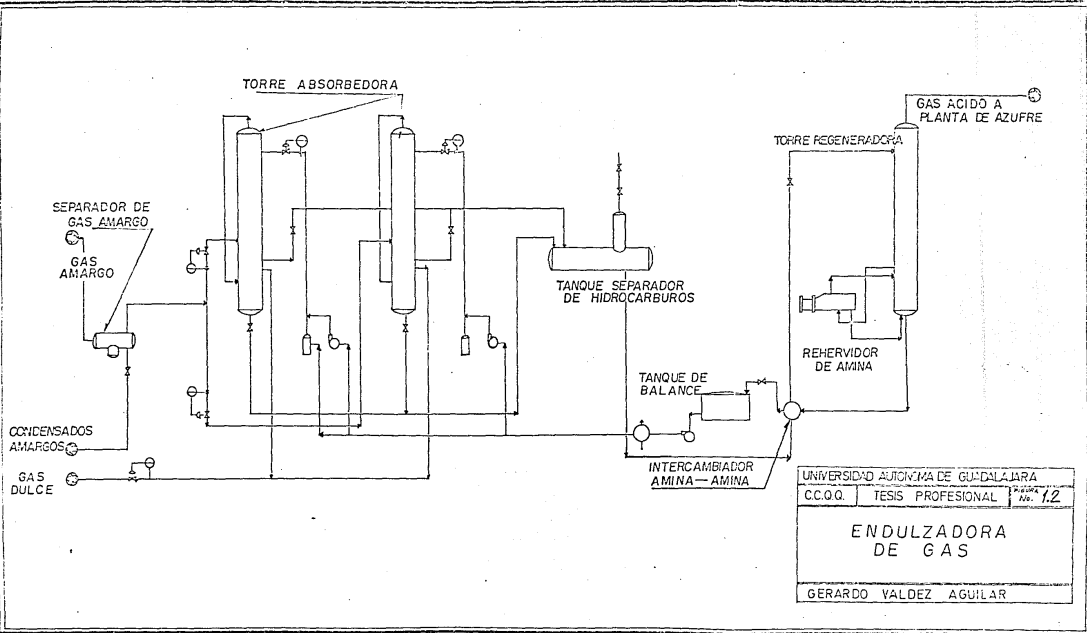 TORRE ABSORBEDORA
GAS ACIDO A
PLANTA DE AZUFRE
TORRE REGENERADORA
SEPARADOR DE
GAS AMARGO
GAS
AMARGO
TANQUE SEPARADOR
DE HIDROCARBUROS
REHERVIDOR
DE AMINA
TANQUE DE
BALANCE
CONDENSADOS
AMARGOS
GAS
DULCE
INTERCAMBIADOR
AMINA-AMINA
UNIVERSIDAD AUTONOMA DE GUADALAJARA
C.C.Q.Q. TESIS PROFESIONAL FIGURA No. 1.2
ENDULZADORA
DE GAS
GERARDO VALDEZ AGUILAR